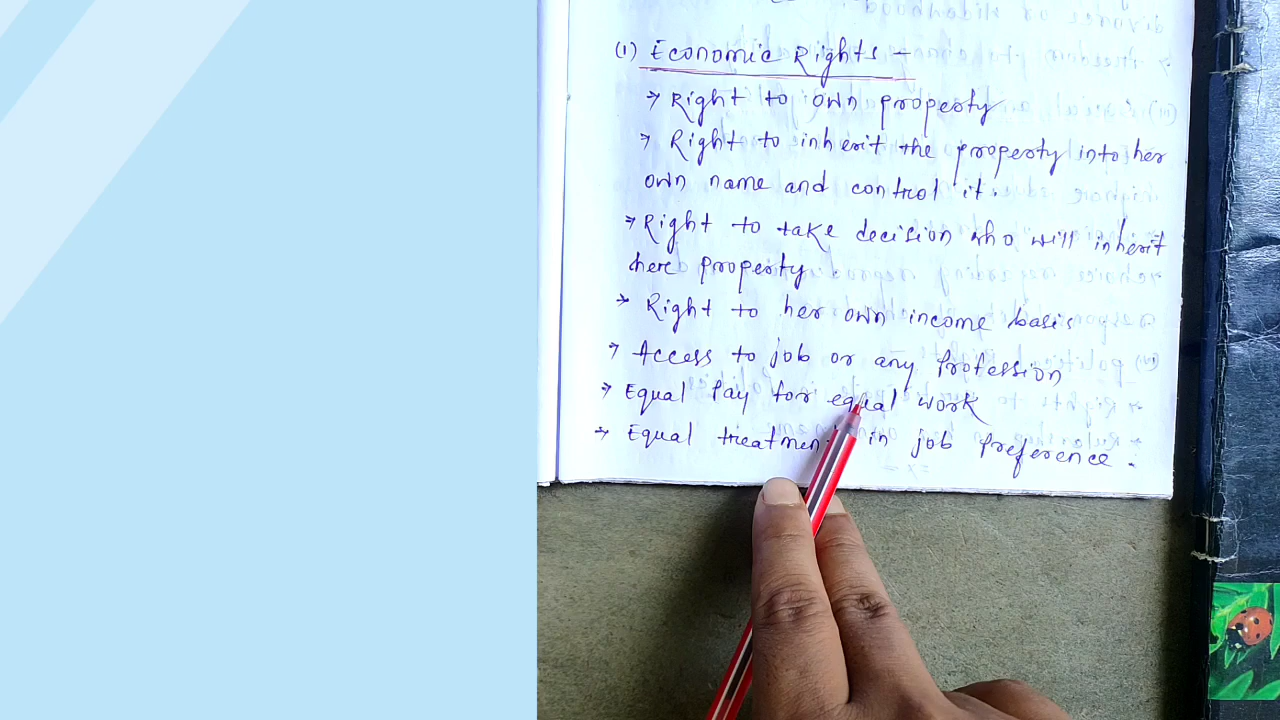 (1) Economic Rights -
→ Right to own property
→ Right to inherit the property into her
own name and control it.
→ Right to take decision who will inherit
here property
→ Right to her own income basis
→ Access to job or any Profession
→ Equal Pay for equal work
→ Equal treatment in job Preference.